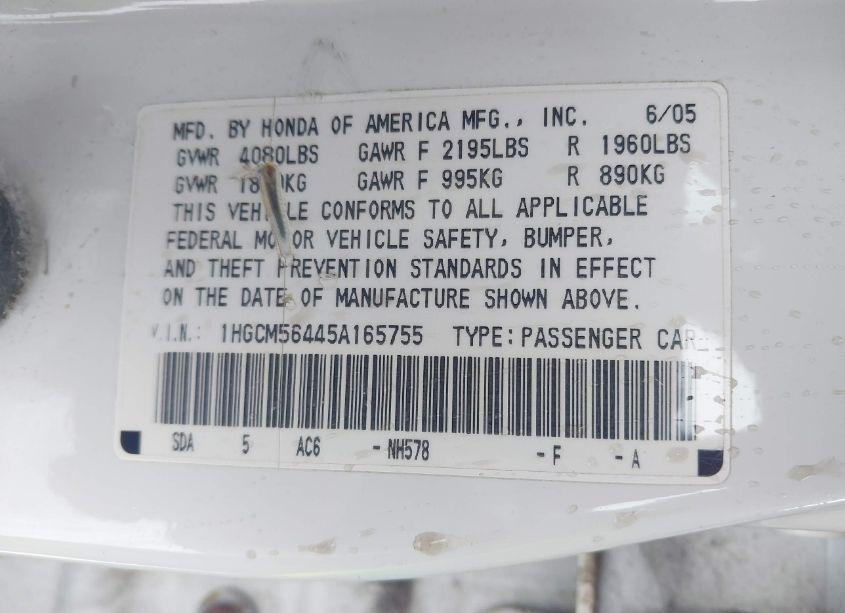 MFD. BY HONDA OF AMERICA MFG., INC. 6/05
GVWR 4080LBS GAWR F 2195LBS R 1960LBS
GVWR KG GAWR F 995KG R 890KG
THIS VEHICLE CONFORMS TO ALL APPLICABLE
FEDERAL MOTOR VEHICLE SAFETY, BUMPER,
AND THEFT PREVENTION STANDARDS IN EFFECT
ON THE DATE OF MANUFACTURE SHOWN ABOVE.
V.I.N.: 1HGCM56445A165755 TYPE: PASSENGER CAR
SDA 5 AC6 -NH578 -F -A